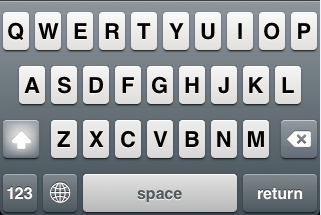 Q W E R T Y U I O P
A S D F G H J K L
Z X C V B N M
123 space return